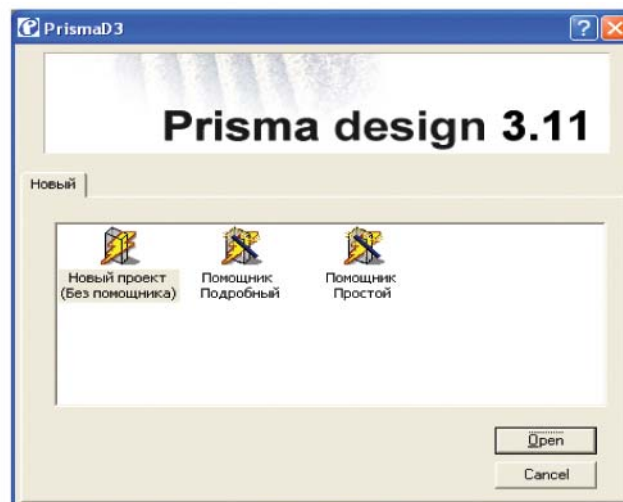 PrismaD3
Prisma design 3.11
Новый
Новый проект
(Без помощника)
Помощник
Подробный
Помощник
Простой
Open
Cancel